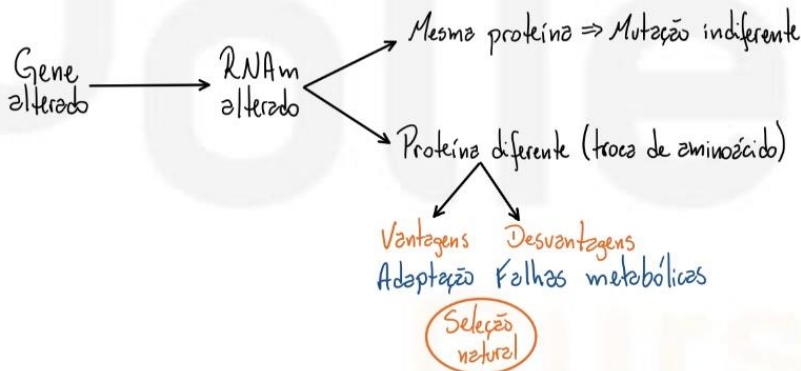 Mesma proteína ⇒ Mutação indiferente
Gene
alterado
RNAm
alterado
Proteína diferente (troca de aminoácido)
Vantagens Desvantagens
Adaptação Falhas metabólicas
Seleção
natural